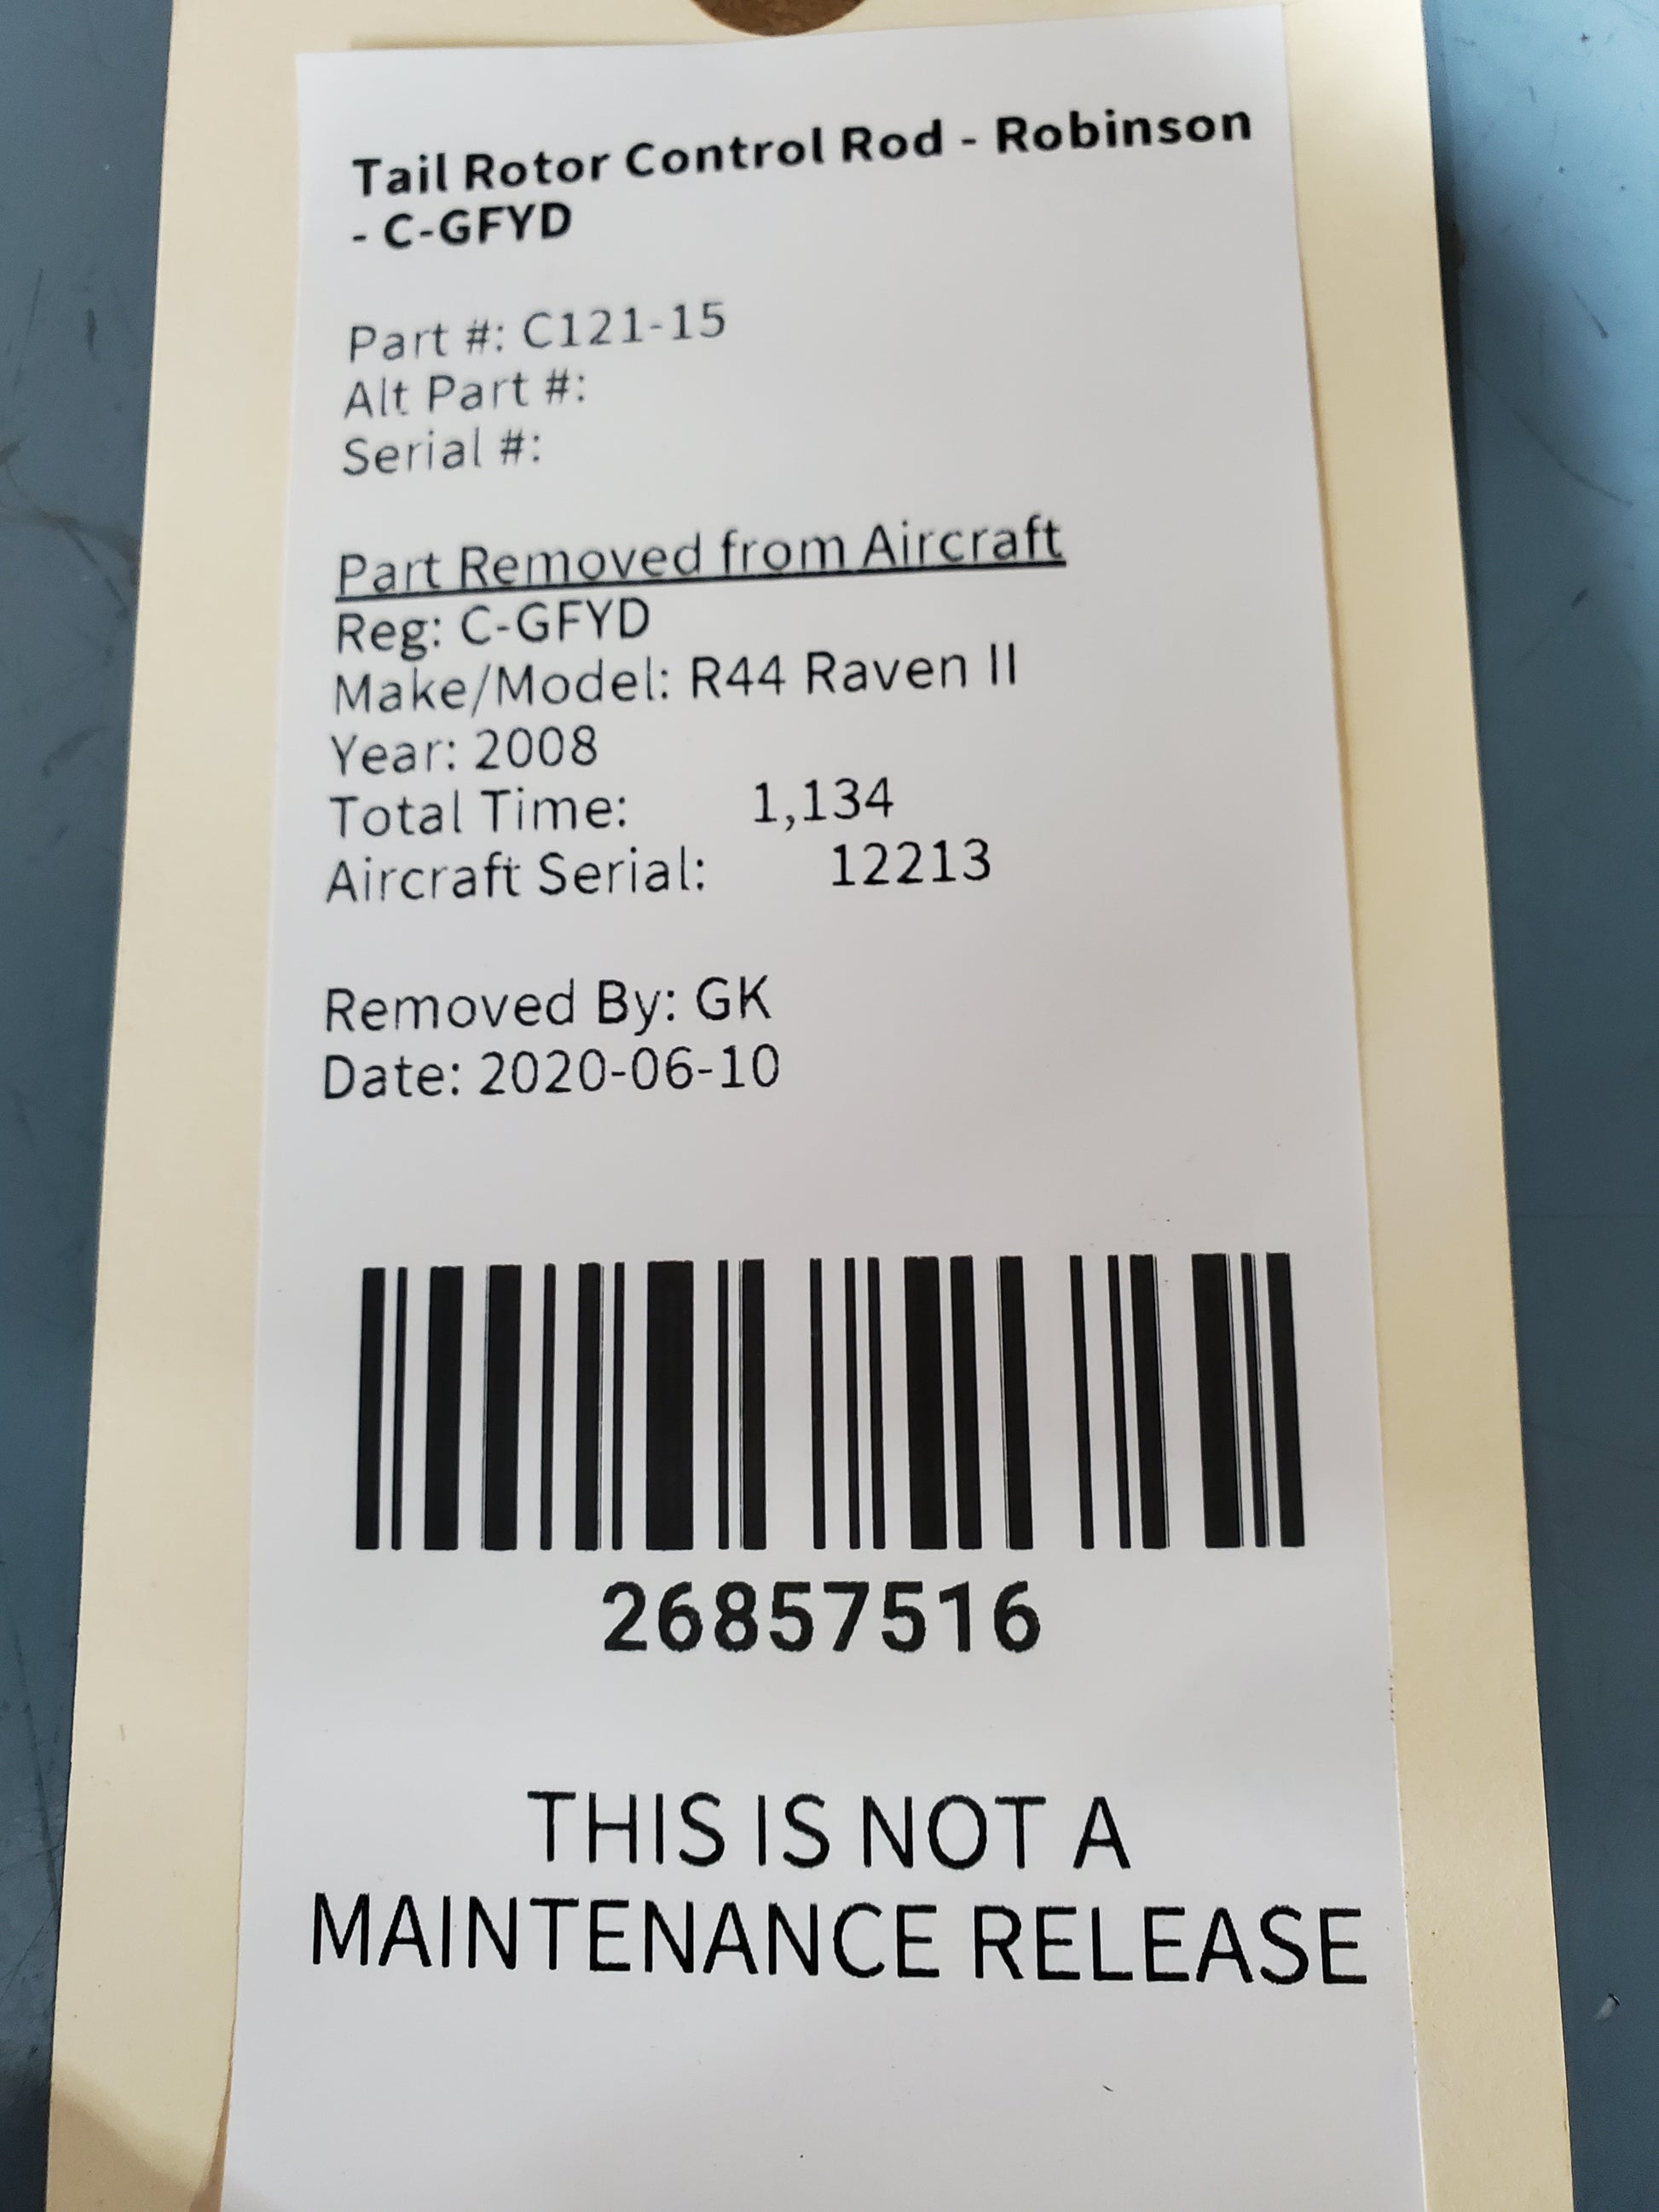 Tail Rotor Control Rod - Robinson
- C-GFYD
Part #: C121-15
Alt Part #:
Serial #:
Part Removed from Aircraft
Reg: C-GFYD
Make/Model: R44 Raven II
Year: 2008
Total Time: 1,134
Aircraft Serial: 12213
Removed By: GK
Date: 2020-06-10
26857516
THIS IS NOT A
MAINTENANCE RELEASE